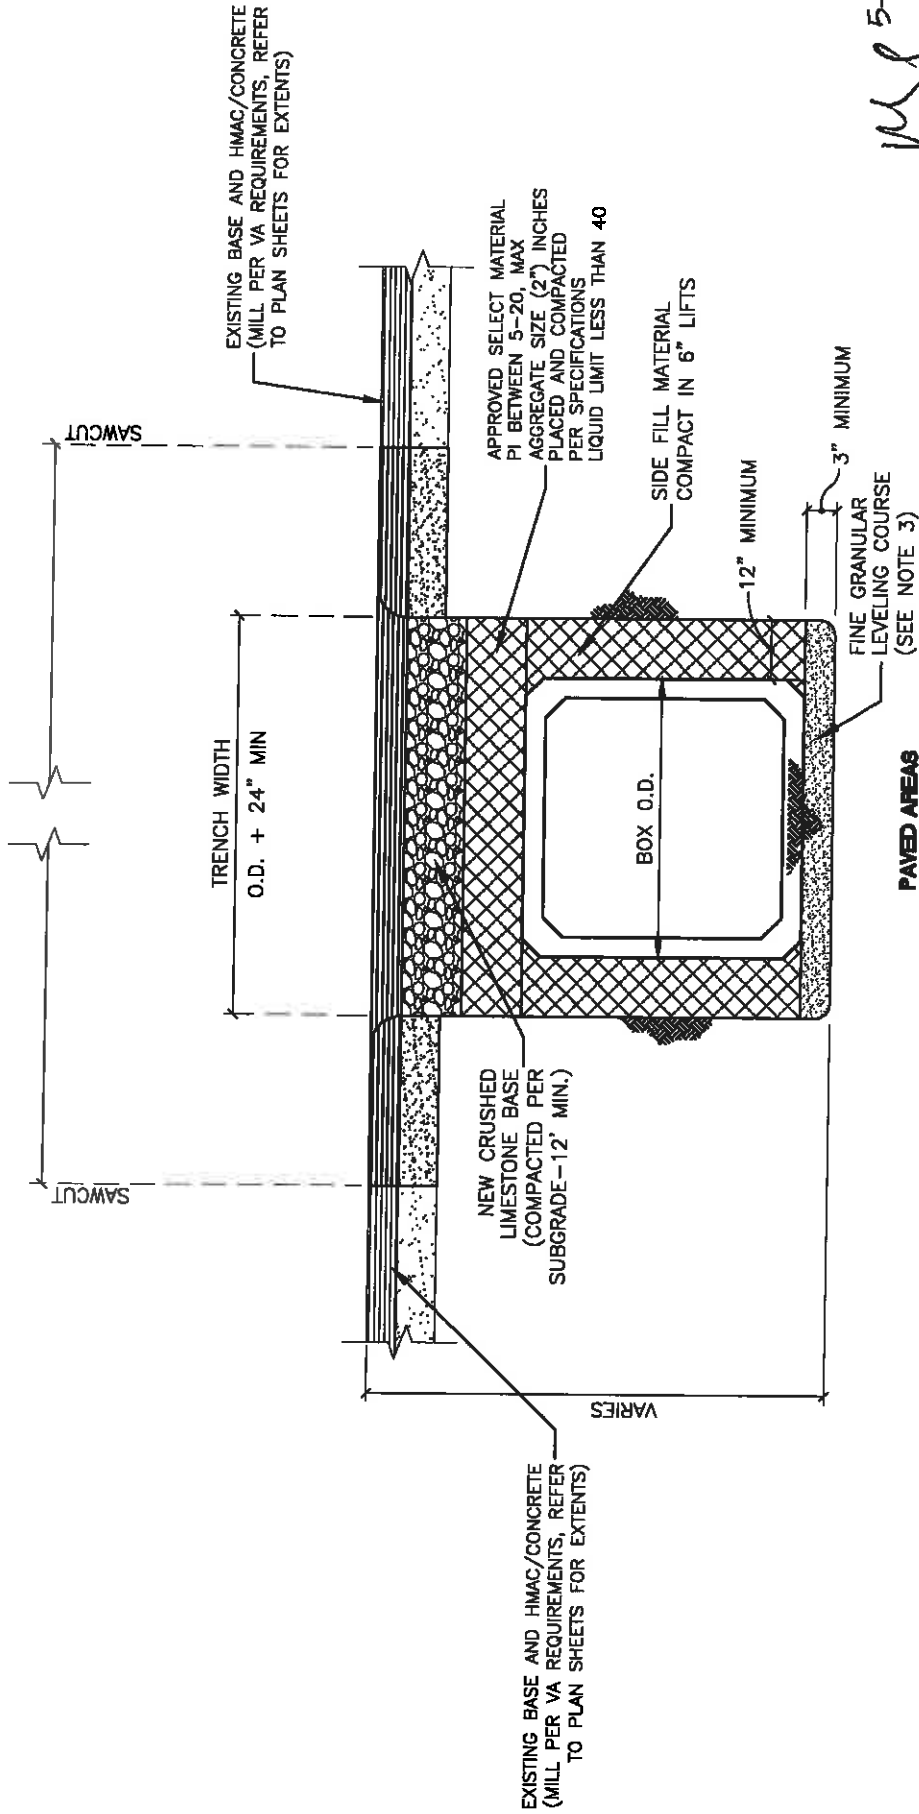 SAWCUT
SAWCUT
TRENCH WIDTH
O.D. + 24" MIN
EXISTING BASE AND HMAC/CONCRETE
(MILL PER VA REQUIREMENTS, REFER
TO PLAN SHEETS FOR EXTENTS)
EXISTING BASE AND HMAC/CONCRETE
(MILL PER VA REQUIREMENTS, REFER
TO PLAN SHEETS FOR EXTENTS)
VARIES
NEW CRUSHED
LIMESTONE BASE
(COMPACTED PER
SUBGRADE-12' MIN.)
APPROVED SELECT MATERIAL
PI BETWEEN 5-20, MAX
AGGREGATE SIZE (2") INCHES
PLACED AND COMPACTED
PER SPECIFICATIONS
LIQUID LIMIT LESS THAN 40
SIDE FILL MATERIAL
COMPACT IN 6" LIFTS
BOX O.D.
12" MINIMUM
3" MINIMUM
FINE GRANULAR
LEVELING COURSE
(SEE NOTE 3)
PAVED AREAS
5-